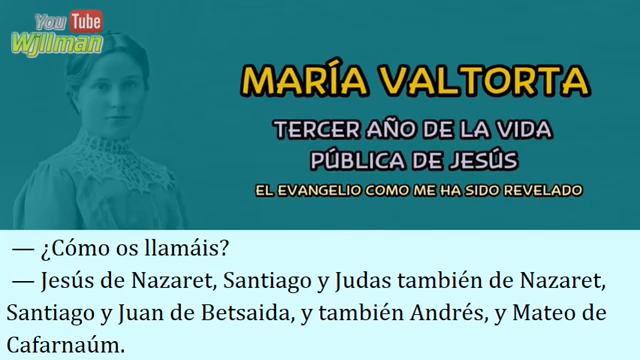 You Tube
Wjllman
MARÍA VALTORTA
TERCER AÑO DE LA VIDA
PÚBLICA DE JESÚS
EL EVANGELIO COMO ME HA SIDO REVELADO
— ¿Cómo os llamáis?
— Jesús de Nazaret, Santiago y Judas también de Nazaret,
Santiago y Juan de Betsaida, y también Andrés, y Mateo de
Cafarnaúm.